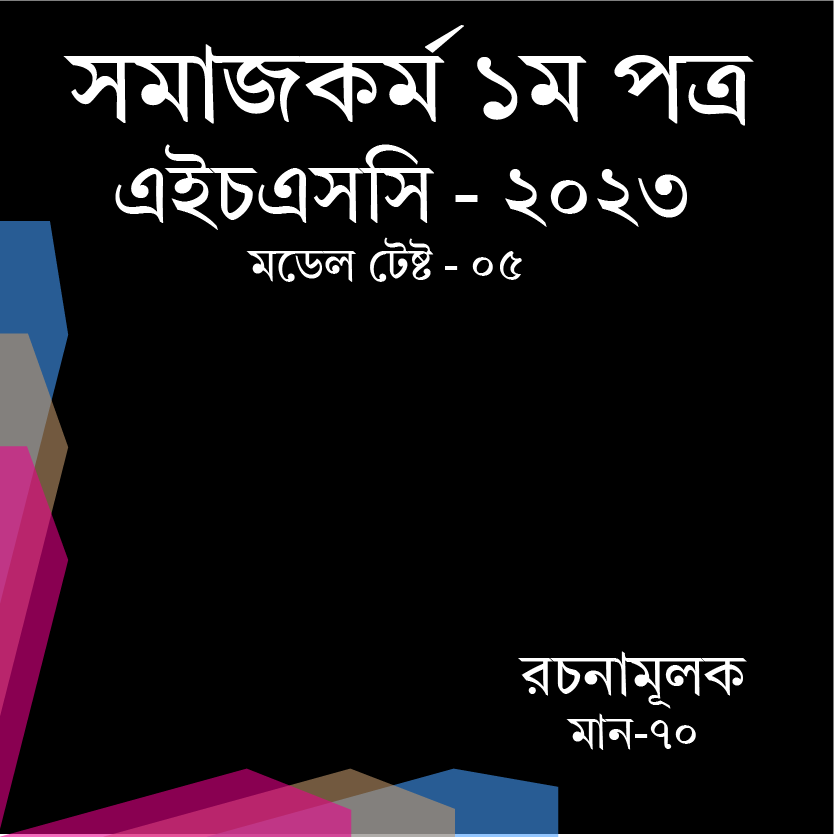 সমাজকর্ম ১ম পত্র
এইচএসসি - ২০২৩
মডেল টেষ্ট - ০৫
রচনামূলক
মান-৭০